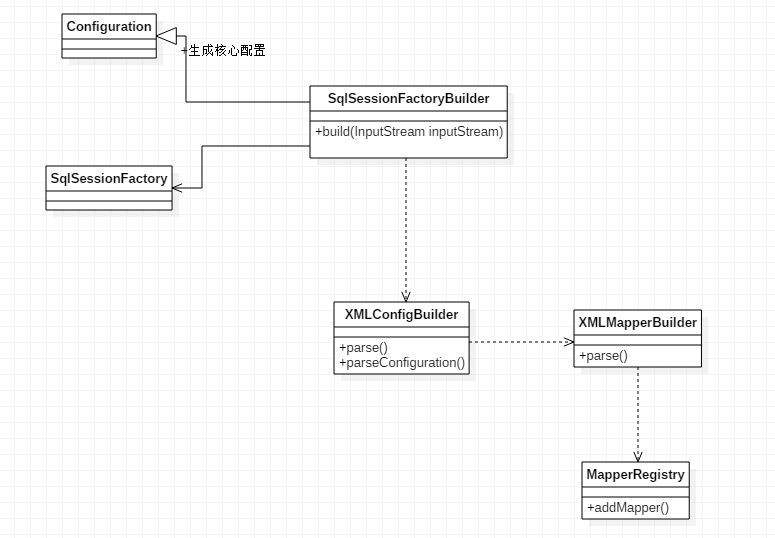 Configuration
+生成核心配置
SqlSessionFactoryBuilder
+build(InputStream inputStream)
SqlSessionFactory
XMLConfigBuilder
+parse()
+parseConfiguration()
XMLMapperBuilder
+parse()
MapperRegistry
+addMapper()